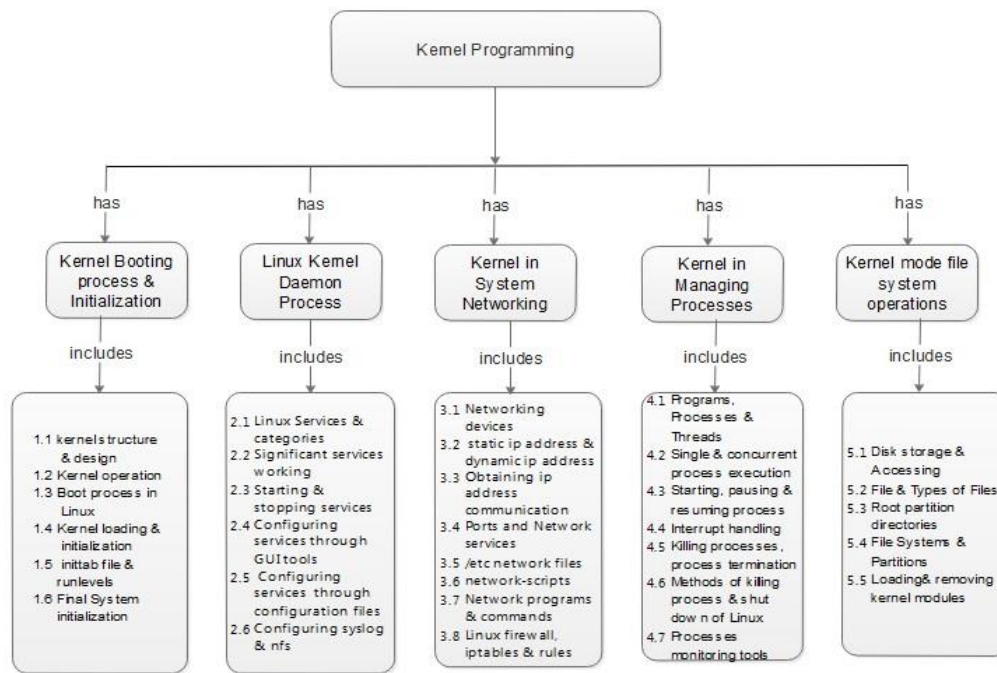 Kernel Programming
has
has
has
has
has
Kernel Booting
process &
Initialization
Linux Kernel
Daemon
Process
Kernel in
System
Networking
Kernel in
Managing
Processes
Kernel mode file
system
operations
includes
includes
includes
includes
includes
1.1 kernel structure
& design
1.2 Kernel operation
1.3 Boot process in
Linux
1.4 Kernel loading &
initialization
1.5 inittab file &
runlevels
1.6 Final System
initialization
2.1 Linux Services &
categories
2.2 Significant services
working
2.3 Starting &
stopping services
2.4 Configuring
services through
GUI tools
2.5 Configuring
services through
configuration files
2.6 Configuring syslog
& nfs
3.1 Networking
devices
3.2 static ip address &
dynamic ip address
3.3 Obtaining ip
address
communication
3.4 Ports and Network
services
3.5 /etc network files
3.6 network-scripts
3.7 Network programs
& commands
3.8 Linux firewall,
iptables & rules
4.1 Programs,
Processes &
Threads
4.2 Single & concurrent
process execution
4.3 Starting, pausing &
resuming process
4.4 Interrupt handling
4.5 Killing processes,
process termination
4.6 Methods of killing
process & shut
down of Linux
4.7 Processes
monitoring tools
5.1 Disk storage &
Accessing
5.2 File & Types of Files
5.3 Root partition
directories
5.4 File Systems &
Partitions
5.5 Loading& removing
kernel modules